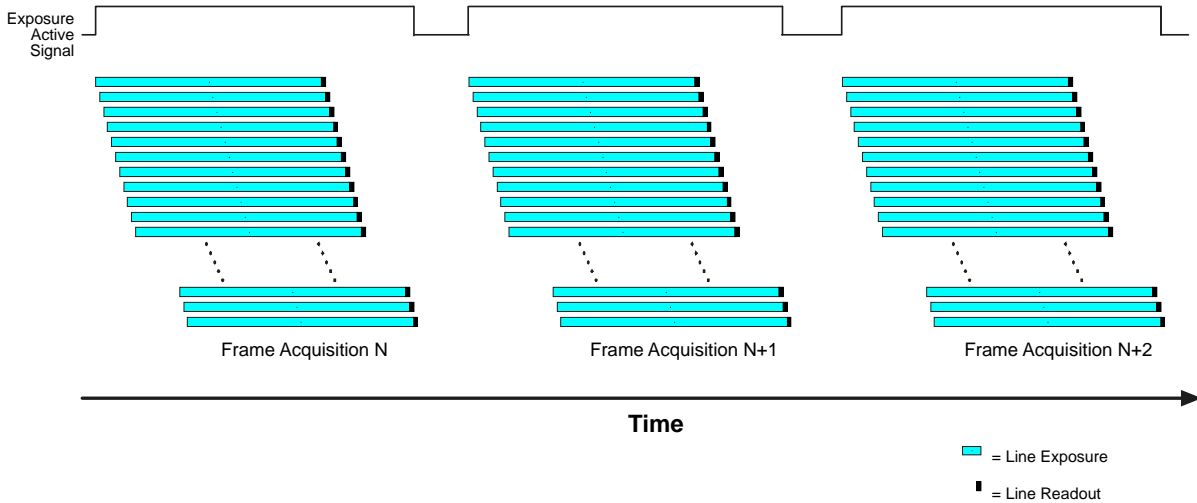 Exposure
Active
Signal
Frame Acquisition N
Frame Acquisition N+1
Frame Acquisition N+2
Time
= Line Exposure
= Line Readout